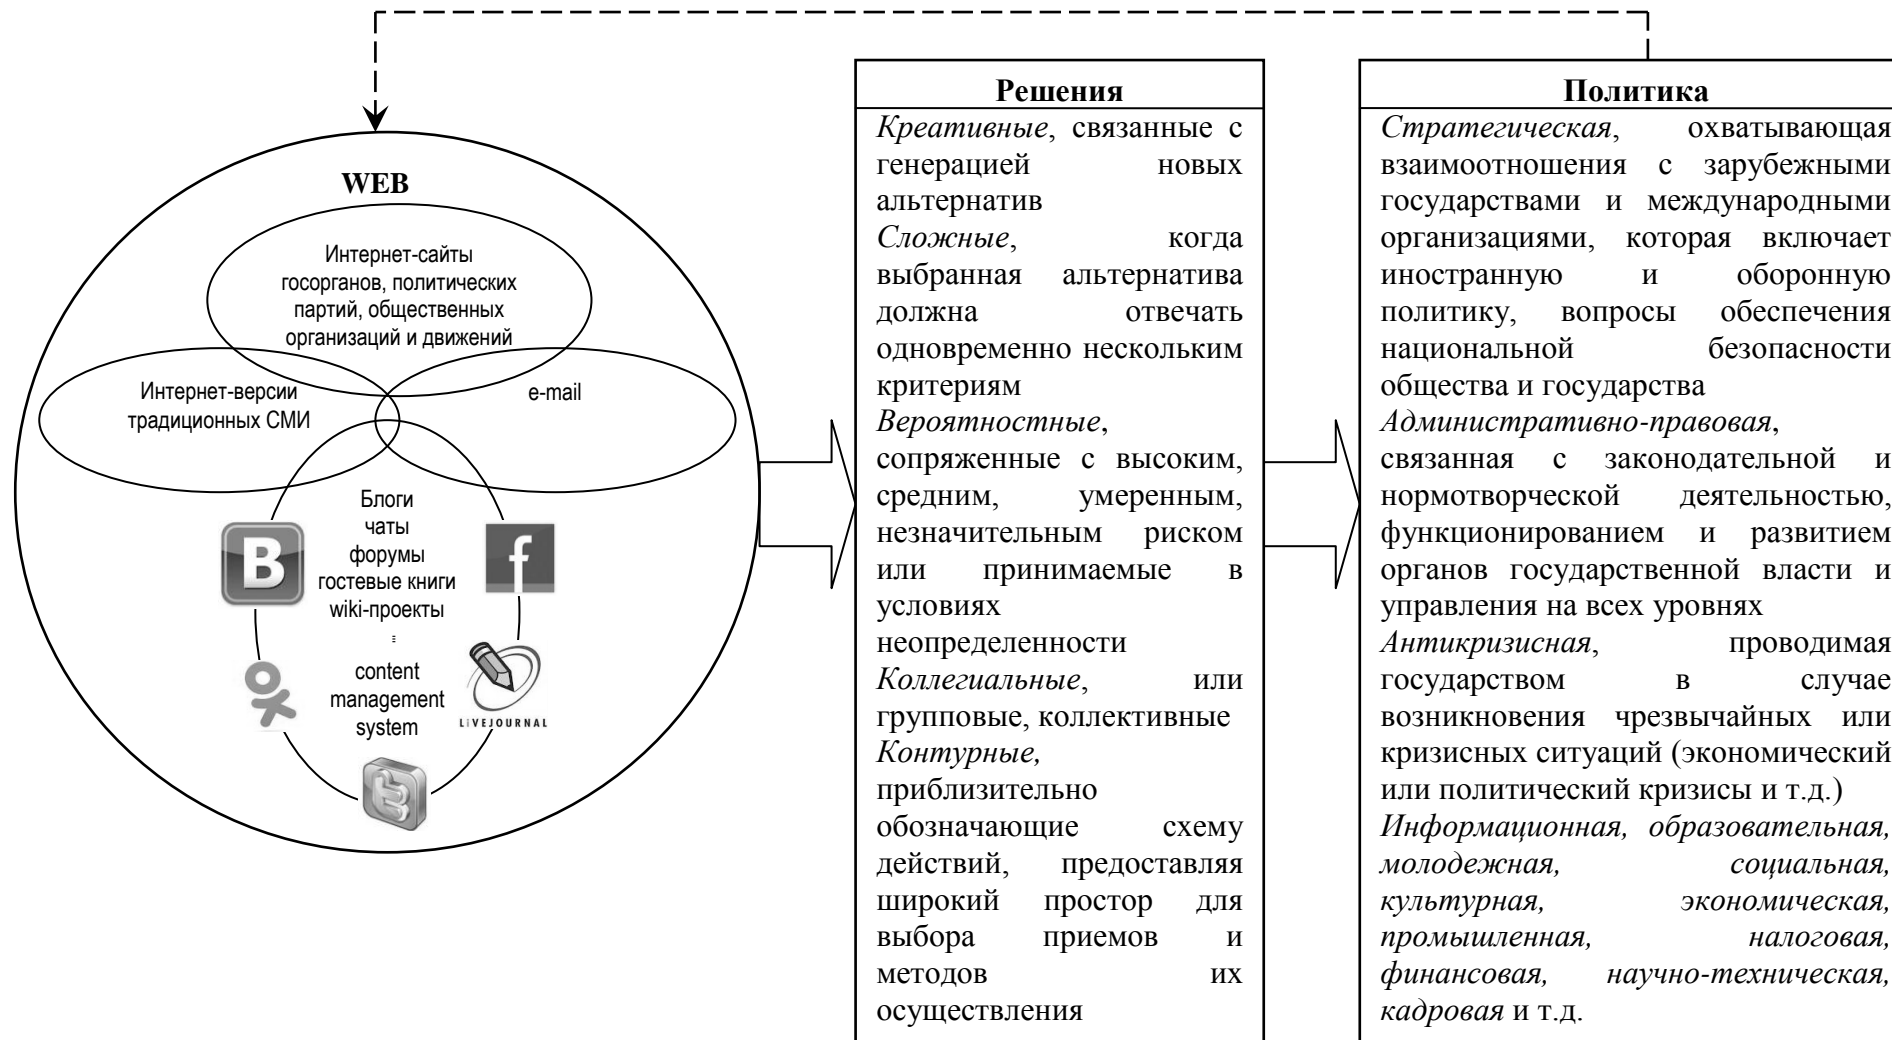 WEB
Интернет-сайты
госорганов, политических
партий, общественных
организаций и движений
Интернет-версии
традиционных СМИ
e-mail
Блоги
чаты
форумы
гостевые книги
wiki-проекты
content
management
system
B
f
LIVEJOURNAL
t
Решения
Креативные, связанные с
генерацией новых
альтернатив
Сложные, когда
выбранная альтернатива
должна отвечать
одновременно нескольким
критериям
Вероятностные,
сопряженные с высоким,
средним, умеренным,
незначительным риском
или принимаемые в
условиях
неопределенности
Коллегиальные, или
групповые, коллективные
Контурные,
приблизительно
обозначающие схему
действий, предоставляя
широкий простор для
выбора приемов и
методов их
осуществления
Политика
Стратегическая, охватывающая
взаимоотношения с зарубежными
государствами и международными
организациями, которая включает
иностранную и оборонную
политику, вопросы обеспечения
национальной безопасности
общества и государства
Административно-правовая,
связанная с законодательной и
нормотворческой деятельностью,
функционированием и развитием
органов государственной власти и
управления на всех уровнях
Антикризисная, проводимая
государством в случае
возникновения чрезвычайных или
кризисных ситуаций (экономический
или политический кризисы и т.д.)
Информационная, образовательная,
молодежная, социальная,
культурная, экономическая,
промышленная, налоговая,
финансовая, научно-техническая,
кадровая и т.д.